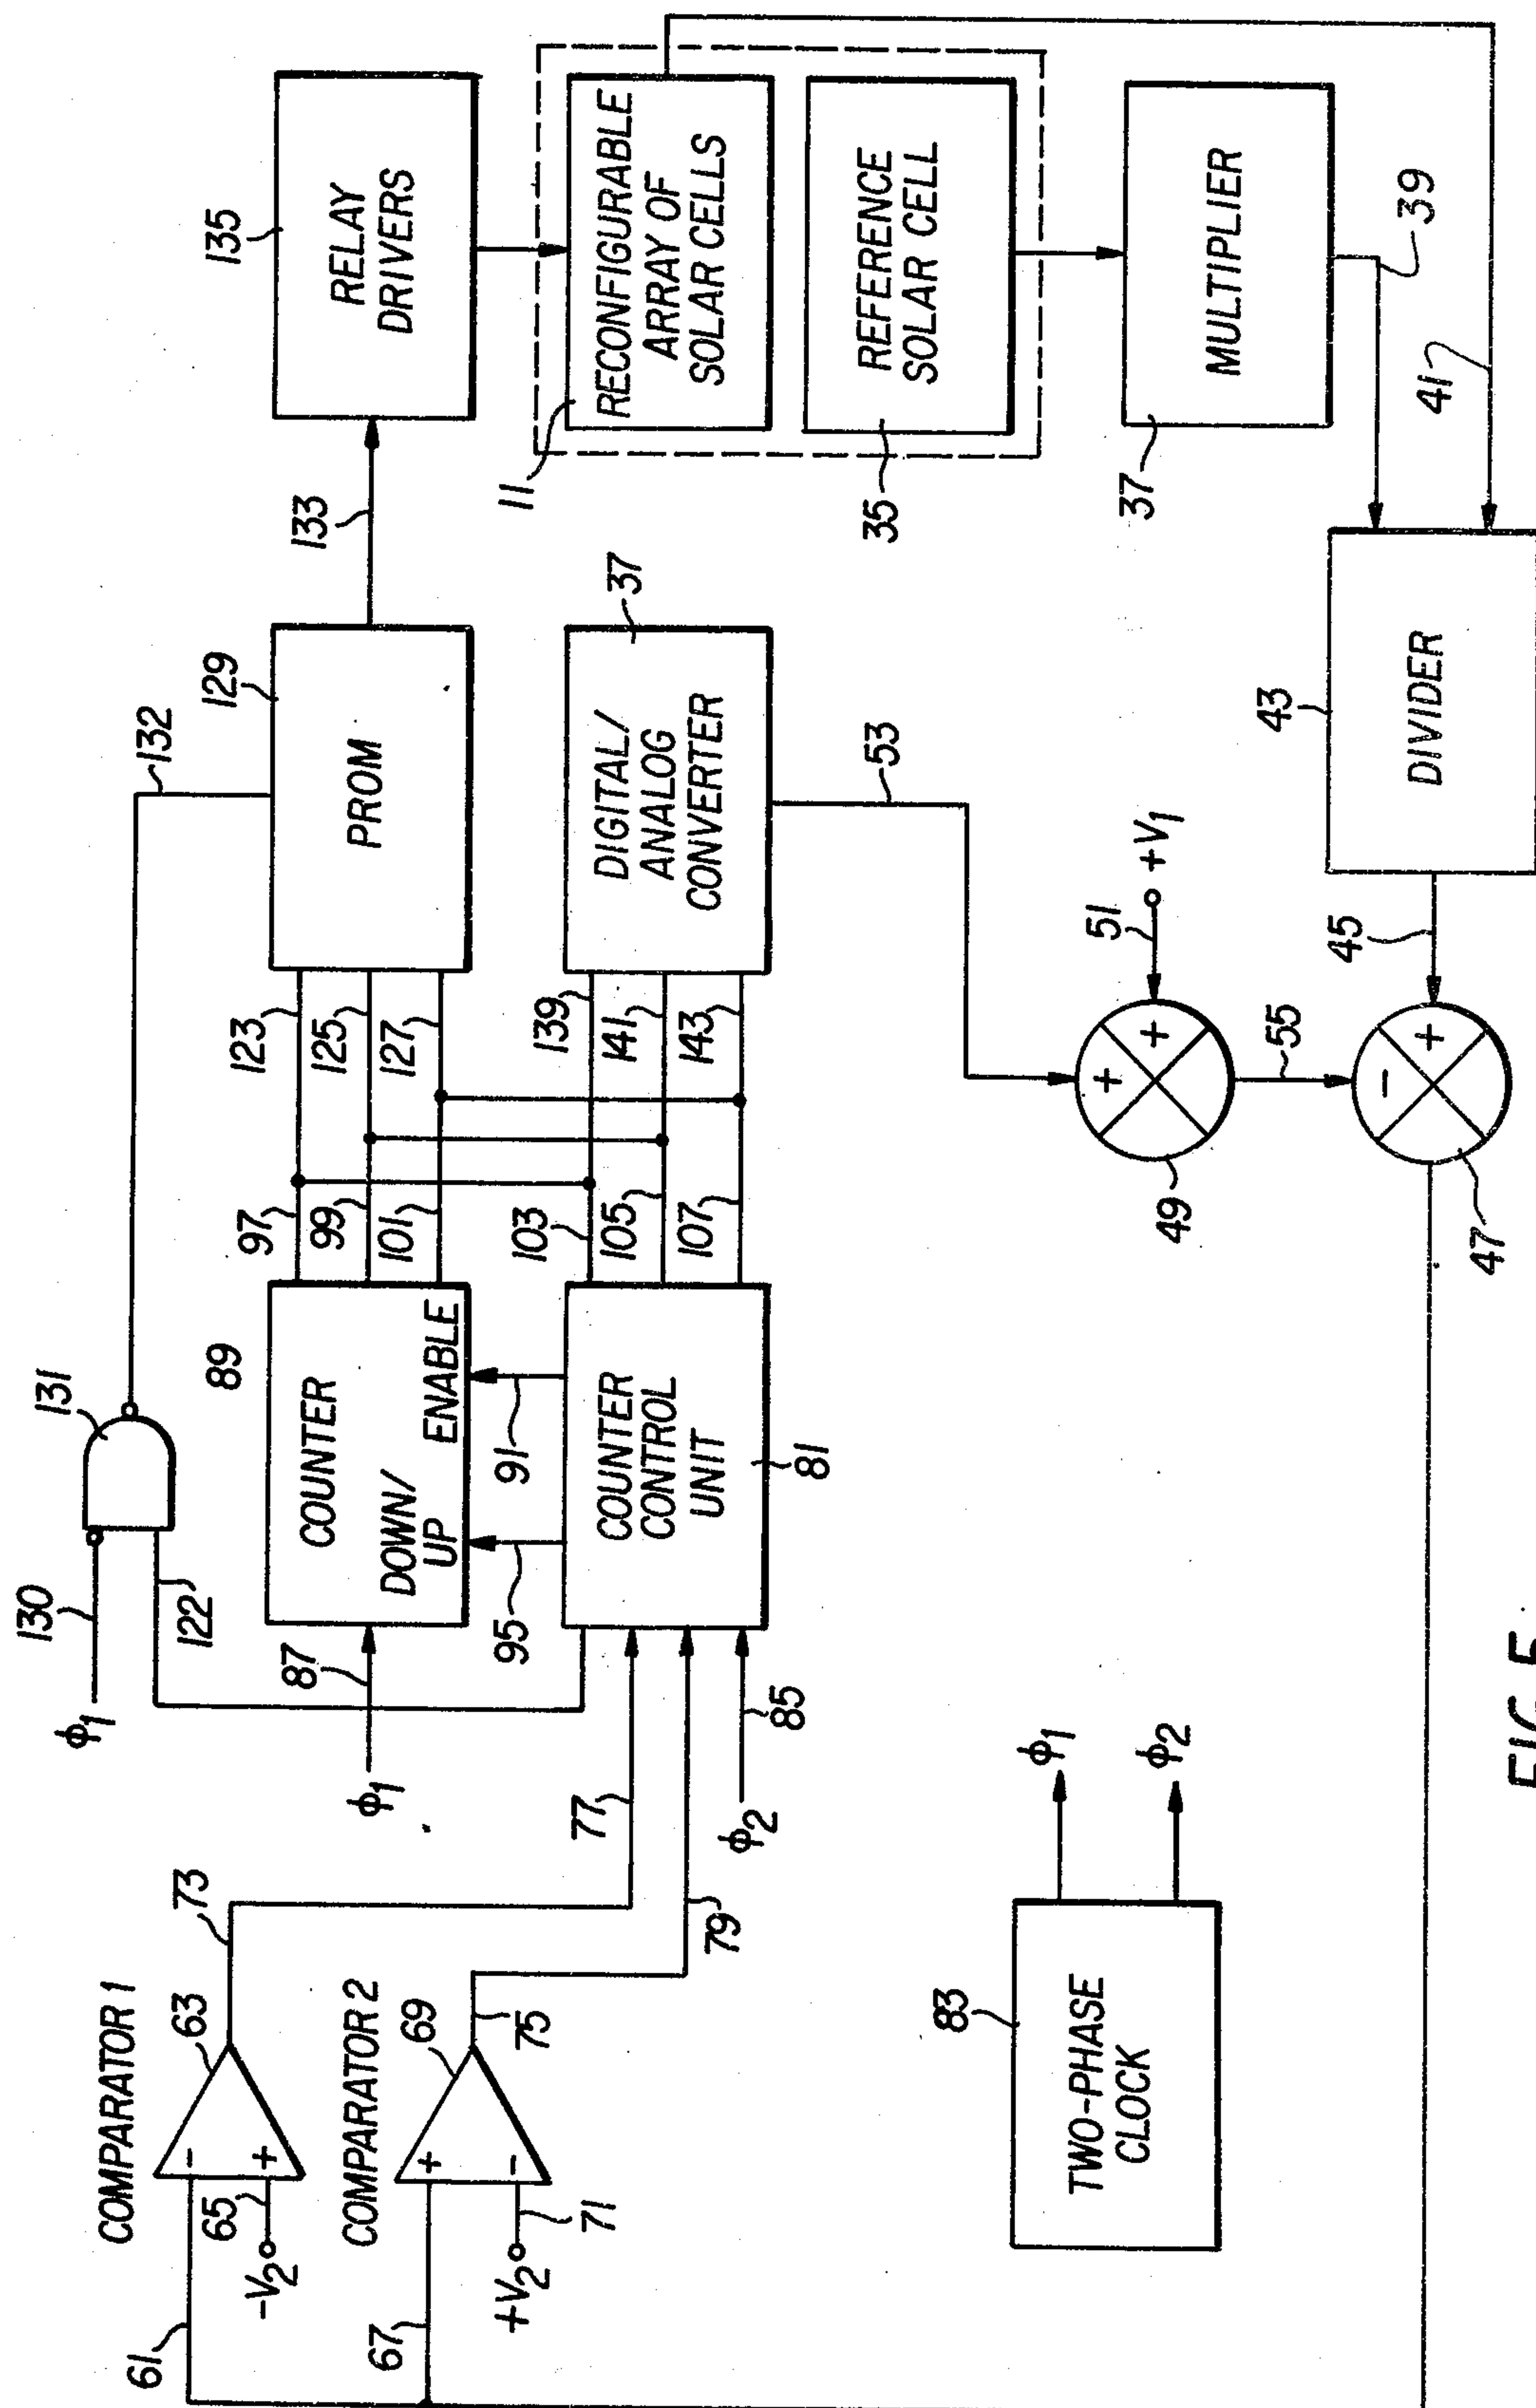 COMPARATOR 1
61
63
65
-V2
73
COMPARATOR 2
67
69
71
+V2
75
77
79
φ1
130
122
131
132
φ1
87
89
COUNTER
DOWN/
UP
ENABLE
95
91
φ2
85
COUNTER
CONTROL
UNIT
81
97
99
101
103
105
107
123
125
127
139
141
143
129
PROM
133
135
RELAY
DRIVERS
37
DIGITAL/
ANALOG
CONVERTER
53
11
RECONFIGURABLE
ARRAY OF
SOLAR CELLS
35
REFERENCE
SOLAR CELL
37
MULTIPLIER
39
41
83
TWO-PHASE
CLOCK
φ1
φ2
49
+
+
51
+V1
55
47
-
+
45
43
DIVIDER